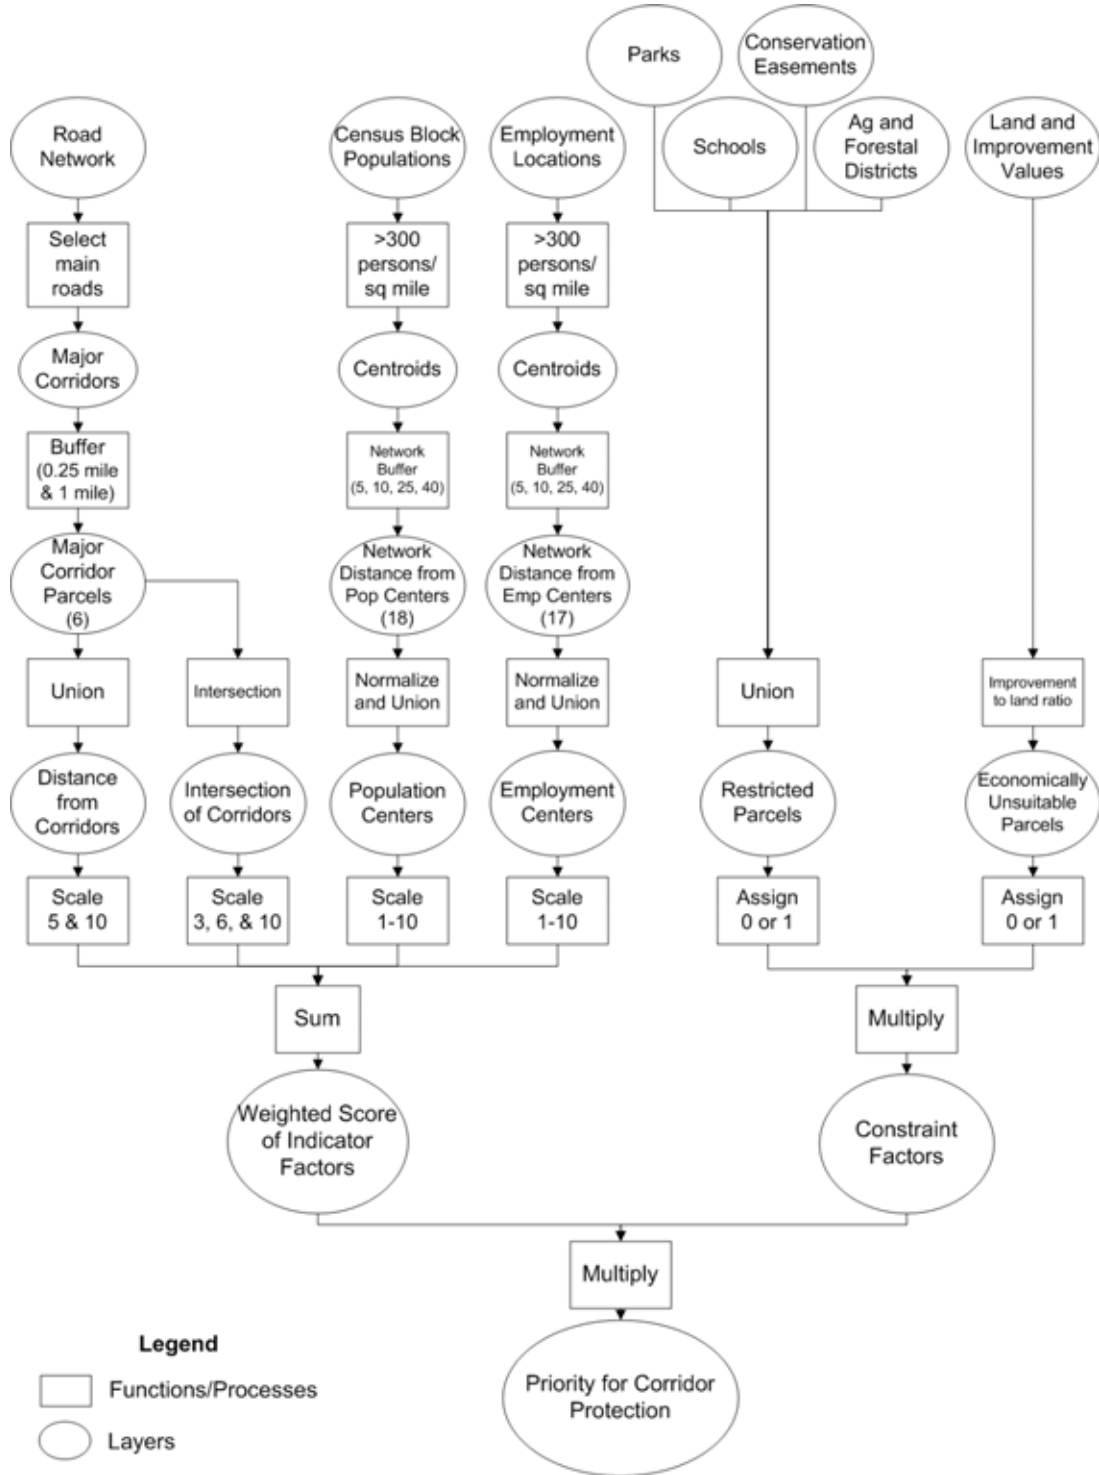 Parks
Conservation
Easements
Road
Network
Census Block
Populations
Employment
Locations
Schools
Ag and
Forestal
Districts
Land and
Improvement
Values
Select
main
roads
>300
persons/
sq mile
>300
persons/
sq mile
Major
Corridors
Centroids
Centroids
Buffer
(0.25 mile
& 1 mile)
Network
Buffer
(5, 10, 25, 40)
Network
Buffer
(5, 10, 25, 40)
Major
Corridor
Parcels
(6)
Network
Distance from
Pop Centers
(18)
Network
Distance from
Emp Centers
(17)
Union
Intersection
Normalize
and Union
Normalize
and Union
Union
Improvement
to land ratio
Distance
from
Corridors
Intersection
of Corridors
Population
Centers
Employment
Centers
Restricted
Parcels
Economically
Unsuitable
Parcels
Scale
5 & 10
Scale
3, 6, & 10
Scale
1-10
Scale
1-10
Assign
0 or 1
Assign
0 or 1
Sum
Multiply
Weighted Score
of Indicator
Factors
Constraint
Factors
Multiply
Priority for Corridor
Protection
Legend
Functions/Processes
Layers